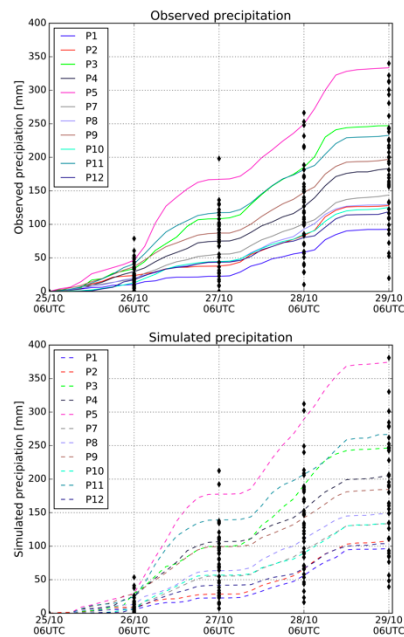 Observed precipitation
Observed precipiation [mm]
400
350
300
250
200
150
100
50
0
P1
P2
P3
P4
P5
P7
P8
P9
P10
P11
P12
25/10 26/10 27/10 28/10 29/10
06UTC 06UTC 06UTC 06UTC 06UTC
Simulated precipitation
Simulated precipiation [mm]
400
350
300
250
200
150
100
50
0
P1
P2
P3
P4
P5
P7
P8
P9
P10
P11
P12
25/10 26/10 27/10 28/10 29/10
06UTC 06UTC 06UTC 06UTC 06UTC